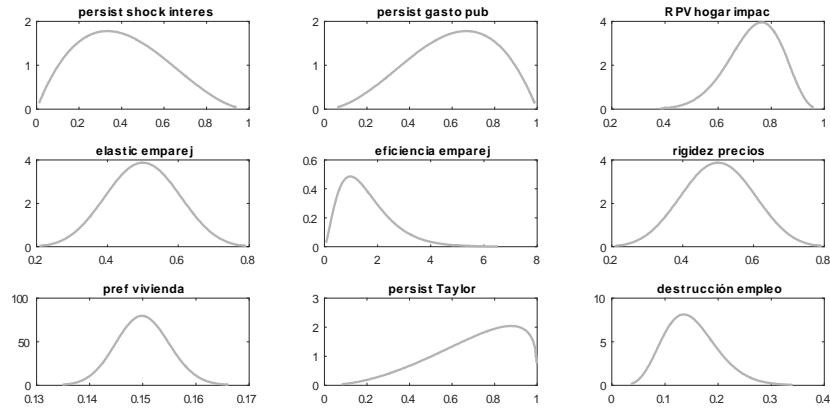 persist shock interes
2
1
0
0 0.2 0.4 0.6 0.8 1
persist gasto pub
2
1
0
0 0.2 0.4 0.6 0.8 1
RPV hogar impac
4
2
0
0.2 0.4 0.6 0.8 1
elastic emparej
4
2
0
0.2 0.4 0.6 0.8
eficiencia emparej
0.6
0.4
0.2
0
0 2 4 6 8
rigidez precios
4
2
0
0.2 0.4 0.6 0.8
pref vivienda
100
50
0
0.13 0.14 0.15 0.16 0.17
persist Taylor
3
2
1
0
0 0.2 0.4 0.6 0.8 1
destrucción empleo
10
5
0
0 0.1 0.2 0.3 0.4